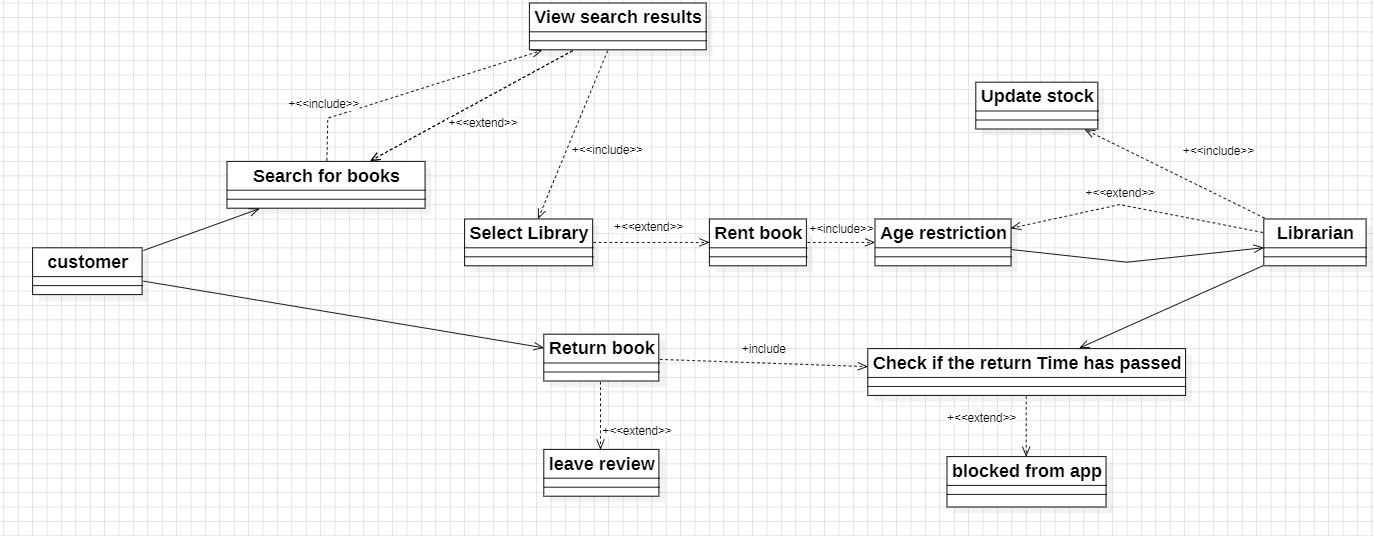 View search results
+<<include>>
+<<extend>>
+<<include>>
Update stock
+<<include>>
Search for books
+<<extend>>
Select Library
+<<extend>>
Rent book
+<include>>
Age restriction
Librarian
customer
Return book
+include
Check if the return Time has passed
+<<extend>>
+<<extend>>
leave review
blocked from app